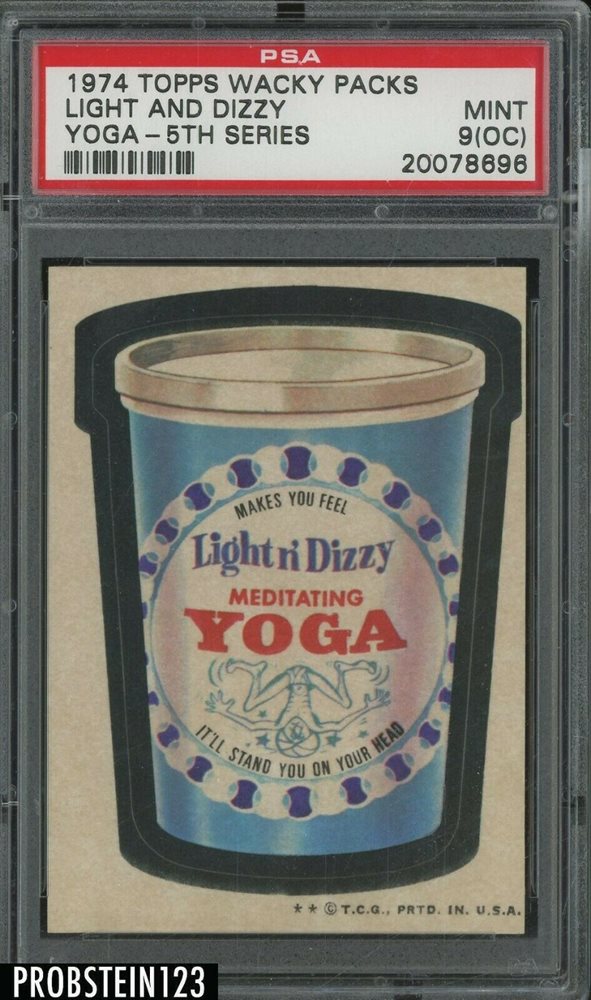 PSA
1974 TOPPS WACKY PACKS
LIGHT AND DIZZY MINT
YOGA - 5TH SERIES 9(OC)
20078696
MAKES YOU FEEL
Light n' Dizzy
MEDITATING
YOGA
IT'LL STAND YOU ON YOUR HEAD
* * © T.C.G., PRTD. IN. U.S.A.
PROBSTEIN123